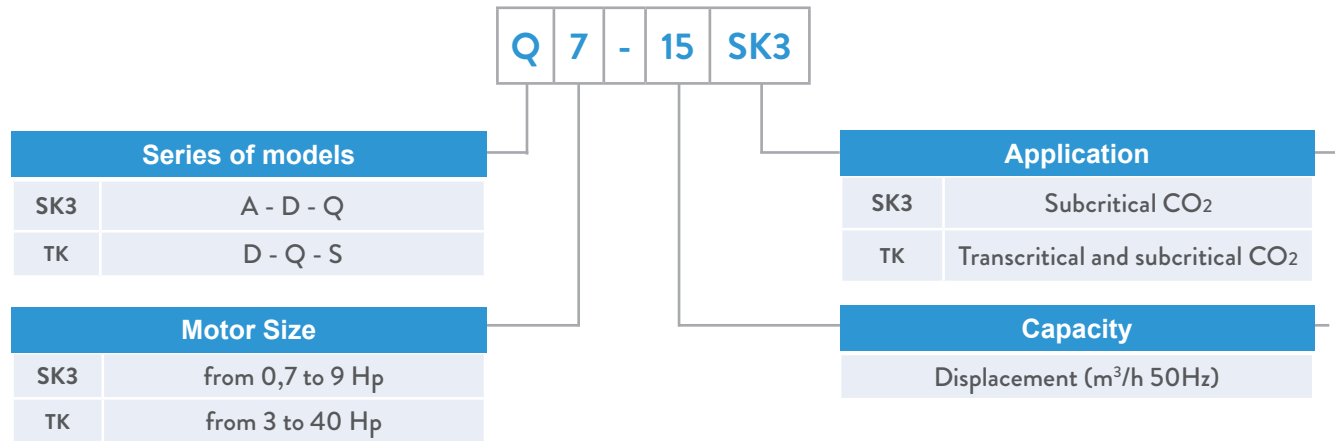 Q 7 - 15 SK3
Series of models
SK3 A - D - Q
TK D - Q - S
Motor Size
SK3 from 0,7 to 9 Hp
TK from 3 to 40 Hp
Application
SK3 Subcritical CO2
TK Transcritical and subcritical CO2
Capacity
Displacement (m³/h 50Hz)